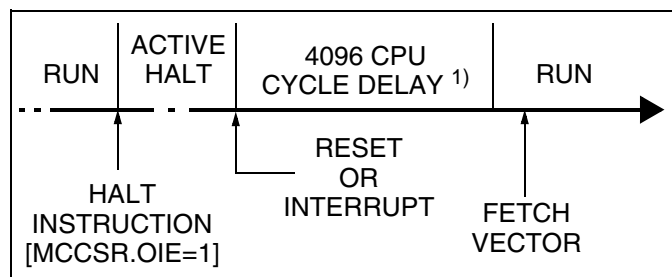 RUN
ACTIVE
HALT
4096 CPU
CYCLE DELAY 1)
RUN
HALT
INSTRUCTION
[MCCSR.OIE=1]
RESET
OR
INTERRUPT
FETCH
VECTOR